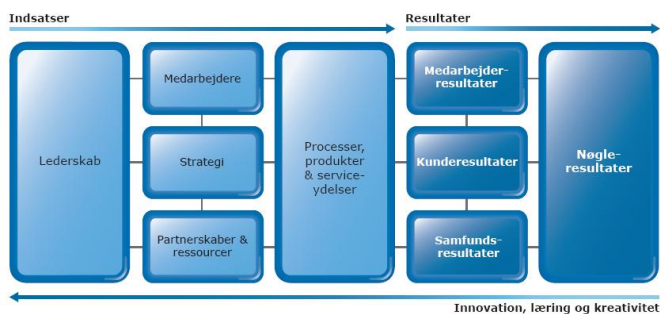 Indsatser
Resultater
Lederskab
Medarbejdere
Strategi
Partnerskaber &
ressourcer
Processer,
produkter
& service-
ydelser
Medarbejder-
resultater
Kunderesultater
Samfunds-
resultater
Nøgle-
resultater
Innovation, læring og kreativitet